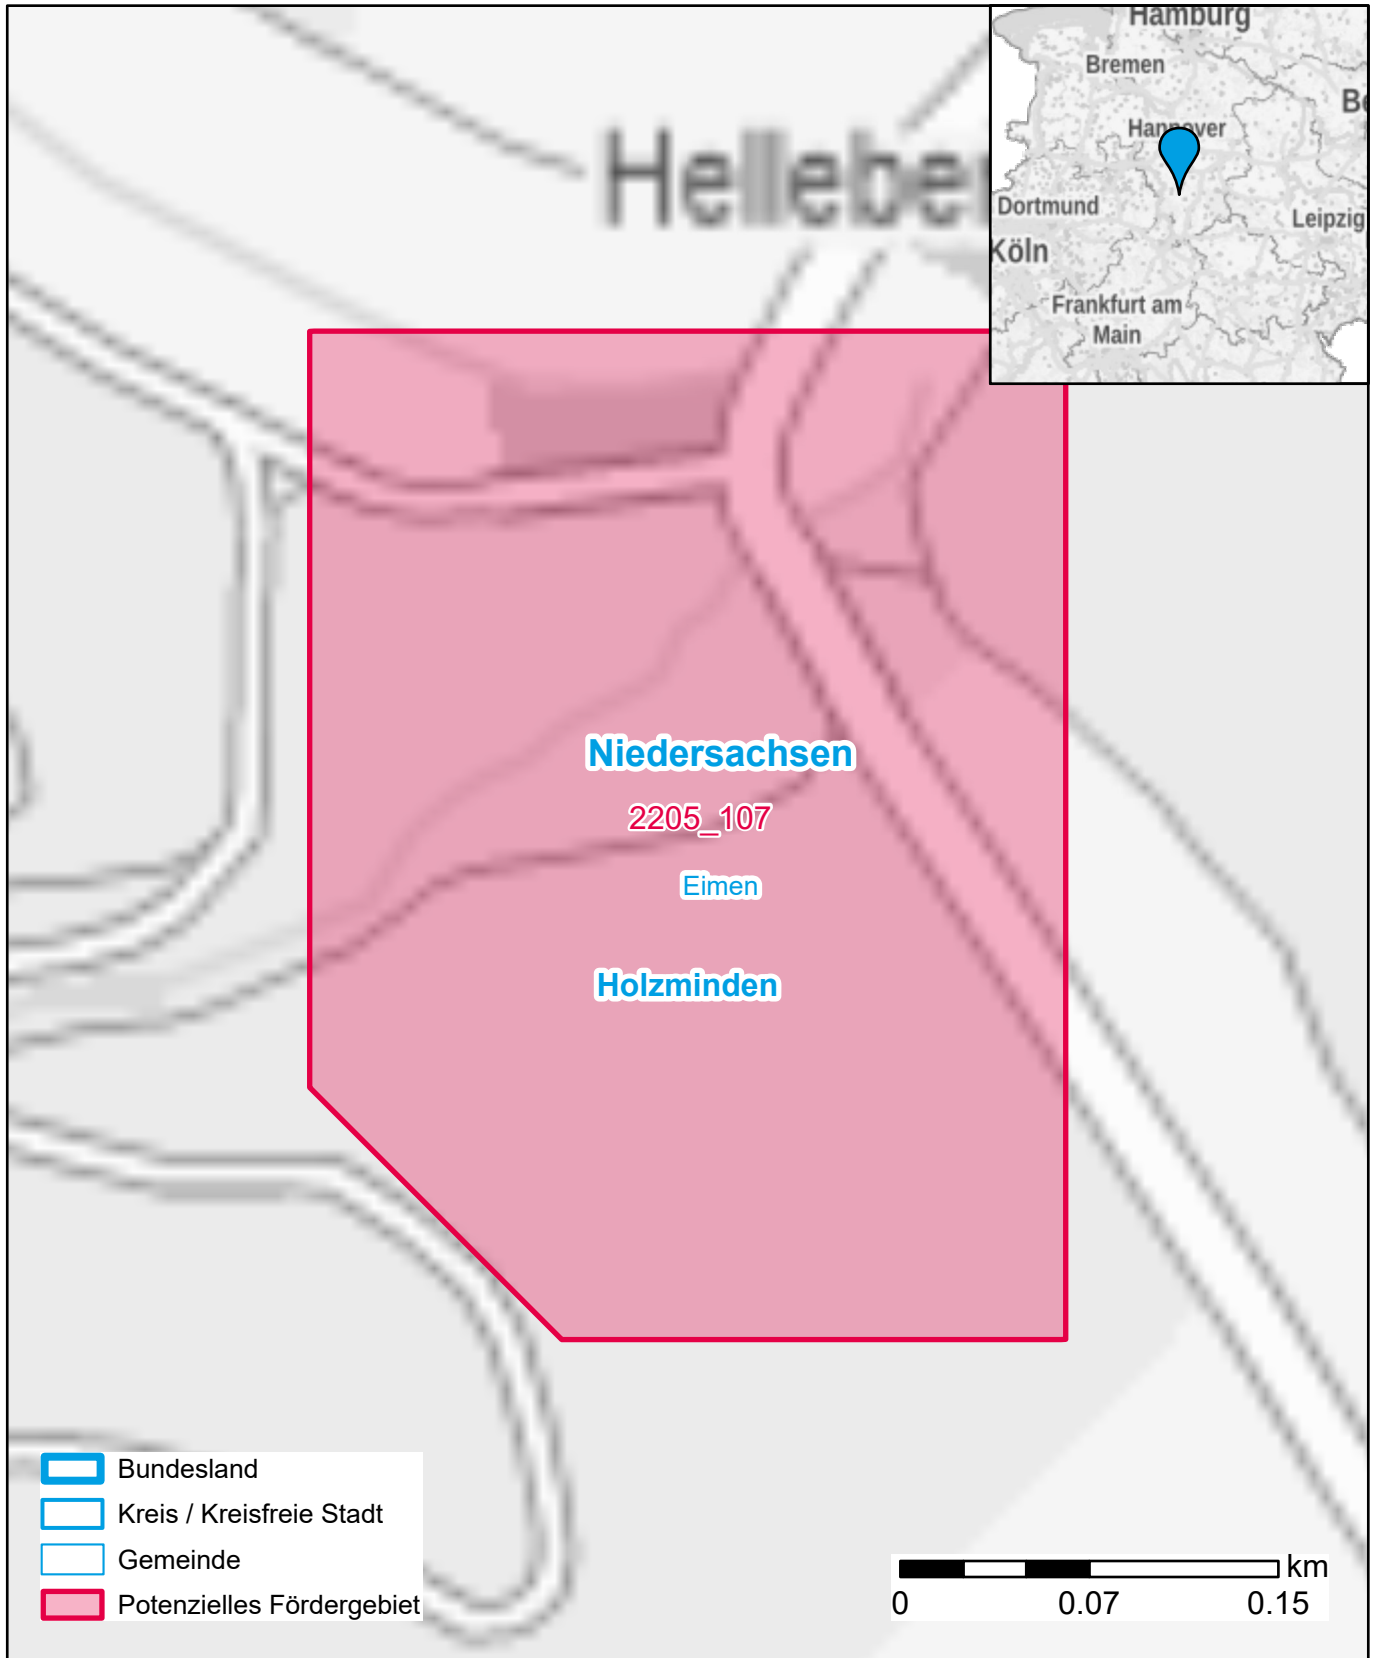 Hamburg
Bremen
Hannover
Dortmund
Leipzig
Köln
Frankfurt am
Main
Niedersachsen
2205_107
Eimen
Holzminden
Bundesland
Kreis / Kreisfreie Stadt
Gemeinde
Potenzielles Fördergebiet
km
0 0.07 0.15